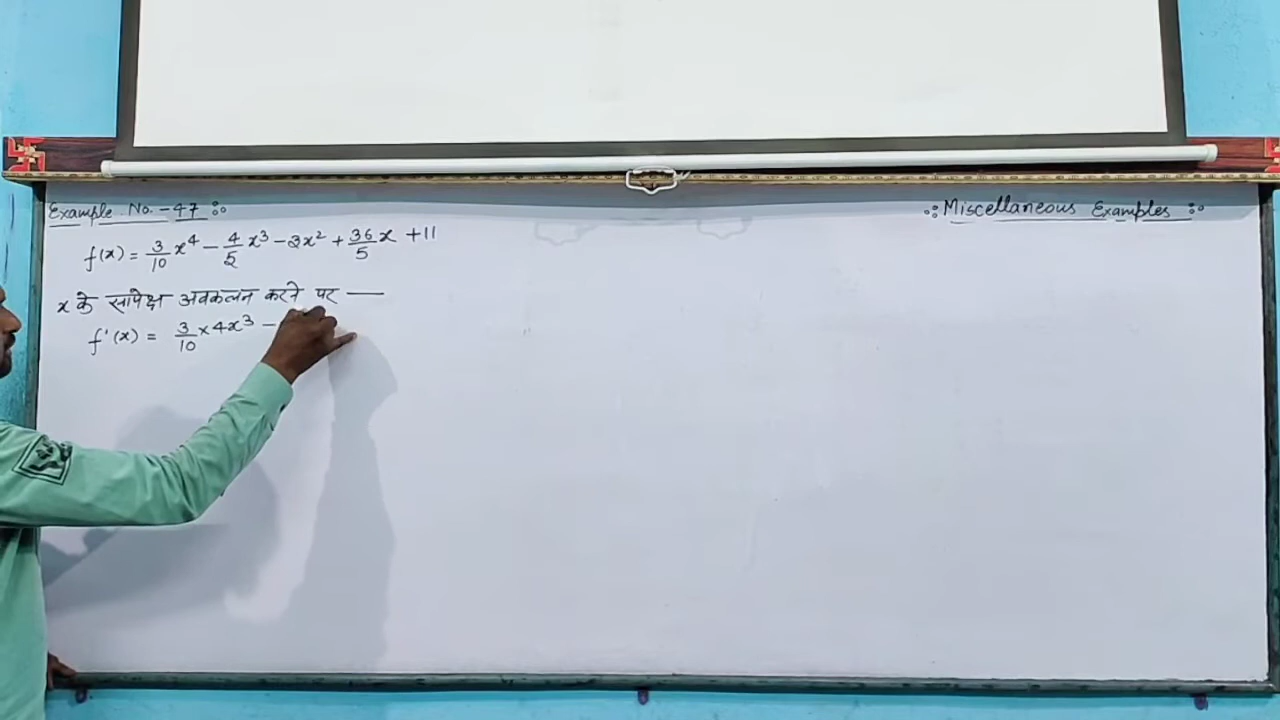 Example No. - 47 :
:: Miscellaneous Examples ::
f(x) = 3/10 x⁴ - 4/5 x³ - 3x² + 36/5 x + 11
x के सापेक्ष अवकलन करने पर —
f'(x) = 3/10 × 4x³ -